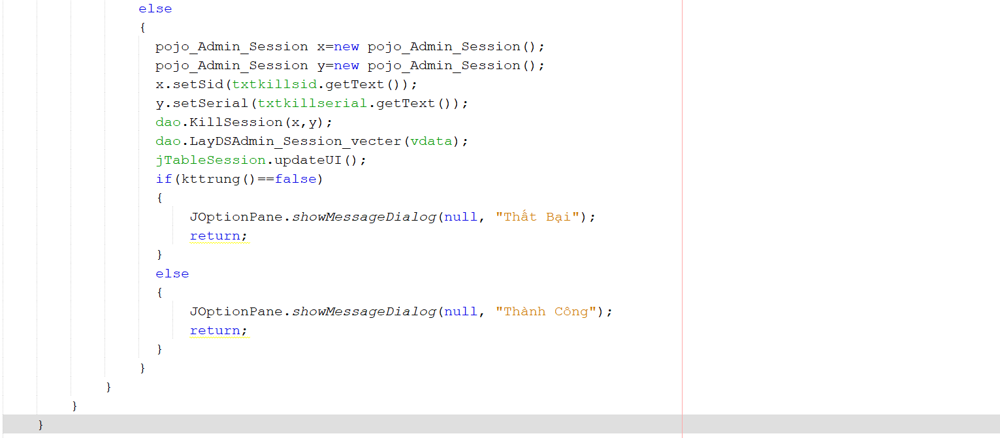 else
{
pojo_Admin_Session x=new pojo_Admin_Session();
pojo_Admin_Session y=new pojo_Admin_Session();
x.setSid(txtkillsid.getText());
y.setSerial(txtkillserial.getText());
dao.KillSession(x,y);
dao.LayDSAdmin_Session_vecter(vdata);
jTableSession.updateUI();
if(kttrung()==false)
{
JOptionPane.showMessageDialog(null, "Thất Bại");
return;
}
else
{
JOptionPane.showMessageDialog(null, "Thành Công");
return;
}
}
}
}
}